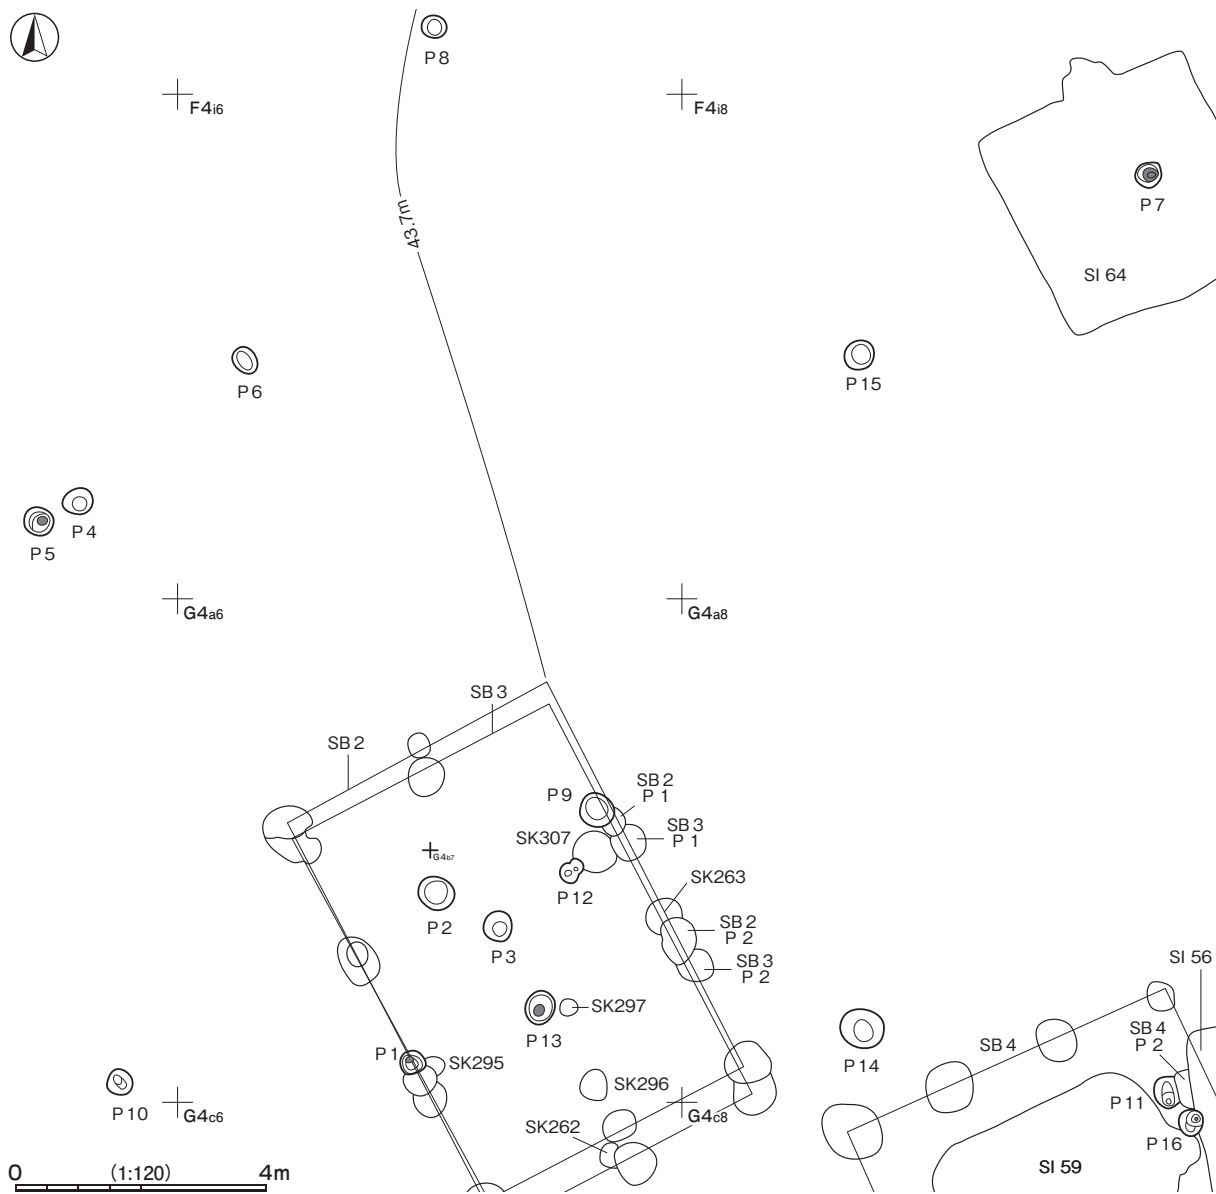 P8
F4i6
F4i8
P7
43.7m
SI 64
P6
P15
P4
P5
G4a6
G4a8
SB3
SB2
SB2
P1
P9
SB3
P1
SK307
G4b7
SK263
P12
P2
SB2
P2
P3
SB3
P2
SI 56
SK297
SB4
P2
P13
SB4
P14
P1
SK295
SK296
P11
P10
G4c6
G4c8
SK262
P16
SI 59
0 (1:120) 4m